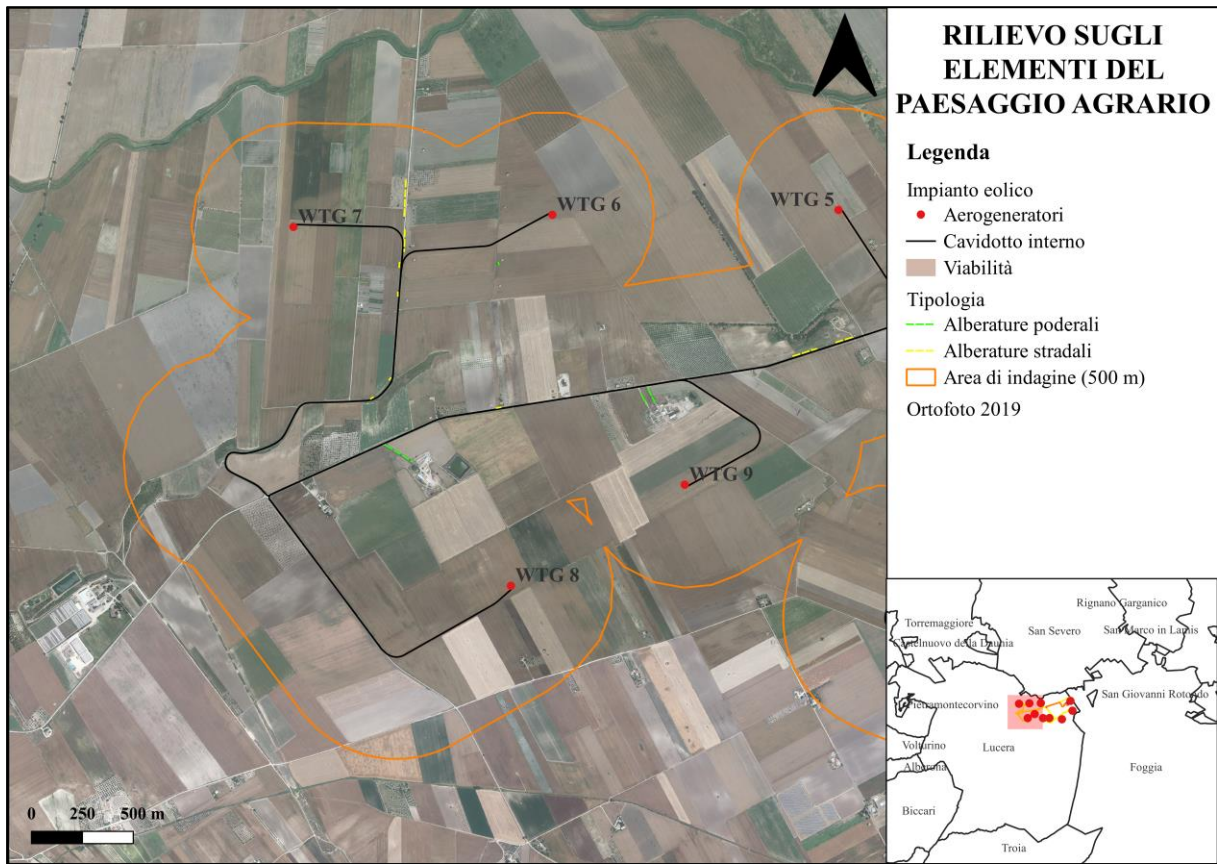 RILIEVO SUGLI
ELEMENTI DEL
PAESAGGIO AGRARIO
Legenda
Impianto eolico
Aerogeneratori
Cavidotto interno
Viabilità
Tipologia
Alberature poderali
Alberature stradali
Area di indagine (500 m)
Ortofoto 2019
WTG 7
WTG 6
WTG 5
WTG 9
WTG 8
0 250 500 m
Rignano Garganico
Torremaggiore
San Severo
San Marco in Lamis
Castelnuovo della Daunia
San Giovanni Rotondo
Pietramontecorvino
Volturino
Lucera
Alberona
Foggia
Biccari
Troia